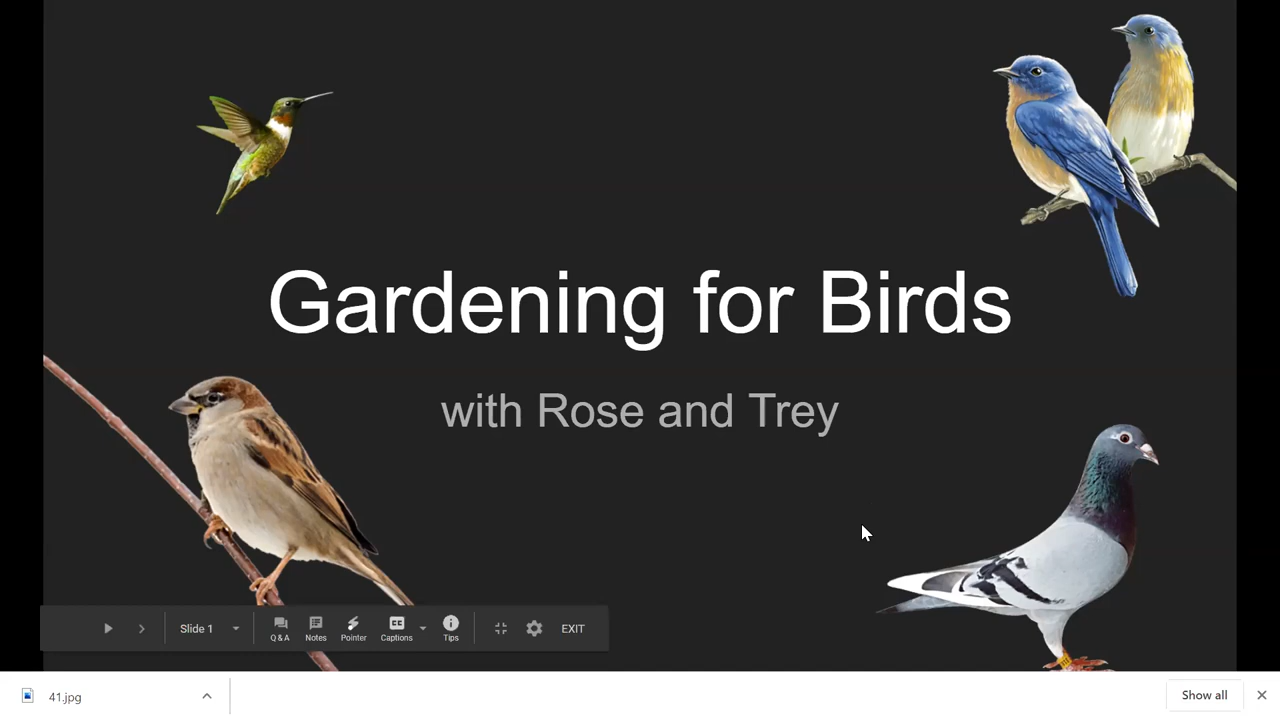 Gardening for Birds
with Rose and Trey
Slide 1
Q & A
Notes
Pointer
Captions
Tips
EXIT
41.jpg
Show all